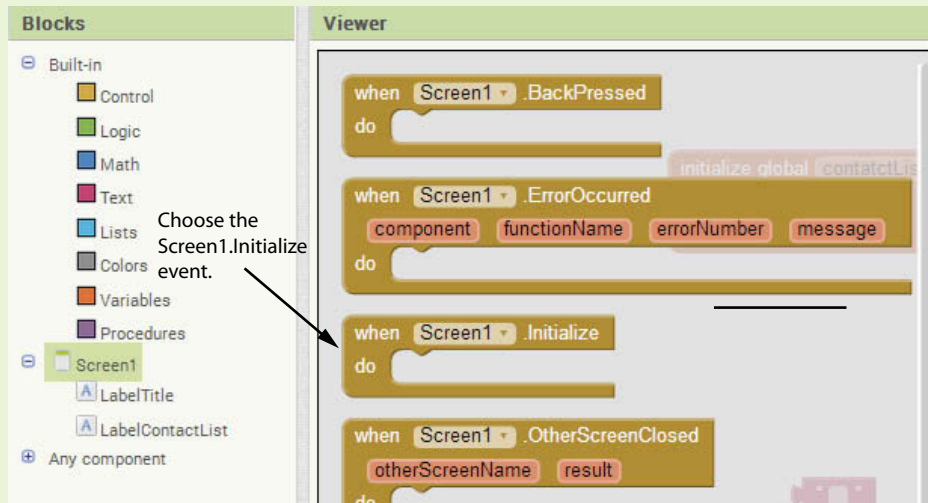 Blocks
Viewer
Built-in
Control
Logic
Math
Text
Lists
Colors
Variables
Procedures
Screen1
A LabelTitle
A LabelContactList
Any component
Choose the
Screen1.Initialize
event.
when Screen1 .BackPressed
do
initialize global contatctLis
when Screen1 .ErrorOccurred
component functionName errorNumber message
do
when Screen1 .Initialize
do
when Screen1 .OtherScreenClosed
otherScreenName result
do